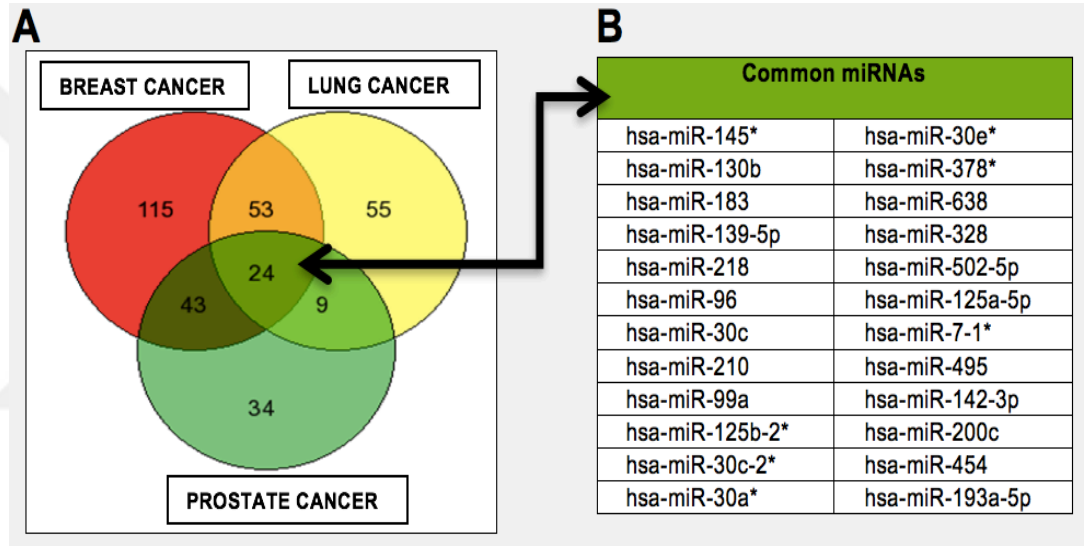 A
B
BREAST CANCER
LUNG CANCER
115
53
55
24
43
9
34
PROSTATE CANCER
Common miRNAs
hsa-miR-145* hsa-miR-30e*
hsa-miR-130b hsa-miR-378*
hsa-miR-183 hsa-miR-638
hsa-miR-139-5p hsa-miR-328
hsa-miR-218 hsa-miR-502-5p
hsa-miR-96 hsa-miR-125a-5p
hsa-miR-30c hsa-miR-7-1*
hsa-miR-210 hsa-miR-495
hsa-miR-99a hsa-miR-142-3p
hsa-miR-125b-2* hsa-miR-200c
hsa-miR-30c-2* hsa-miR-454
hsa-miR-30a* hsa-miR-193a-5p